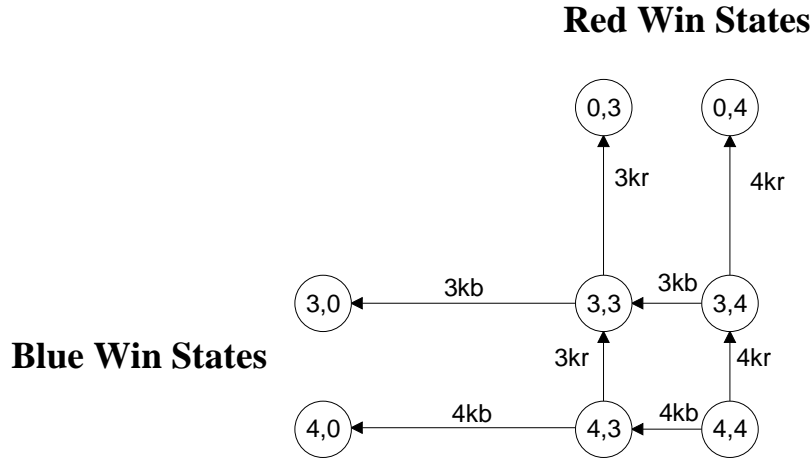 Red Win States
0,3
0,4
3kr
4kr
3kb
3kb
3,0
3,3
3,4
Blue Win States
3kr
4kr
4kb
4kb
4,0
4,3
4,4